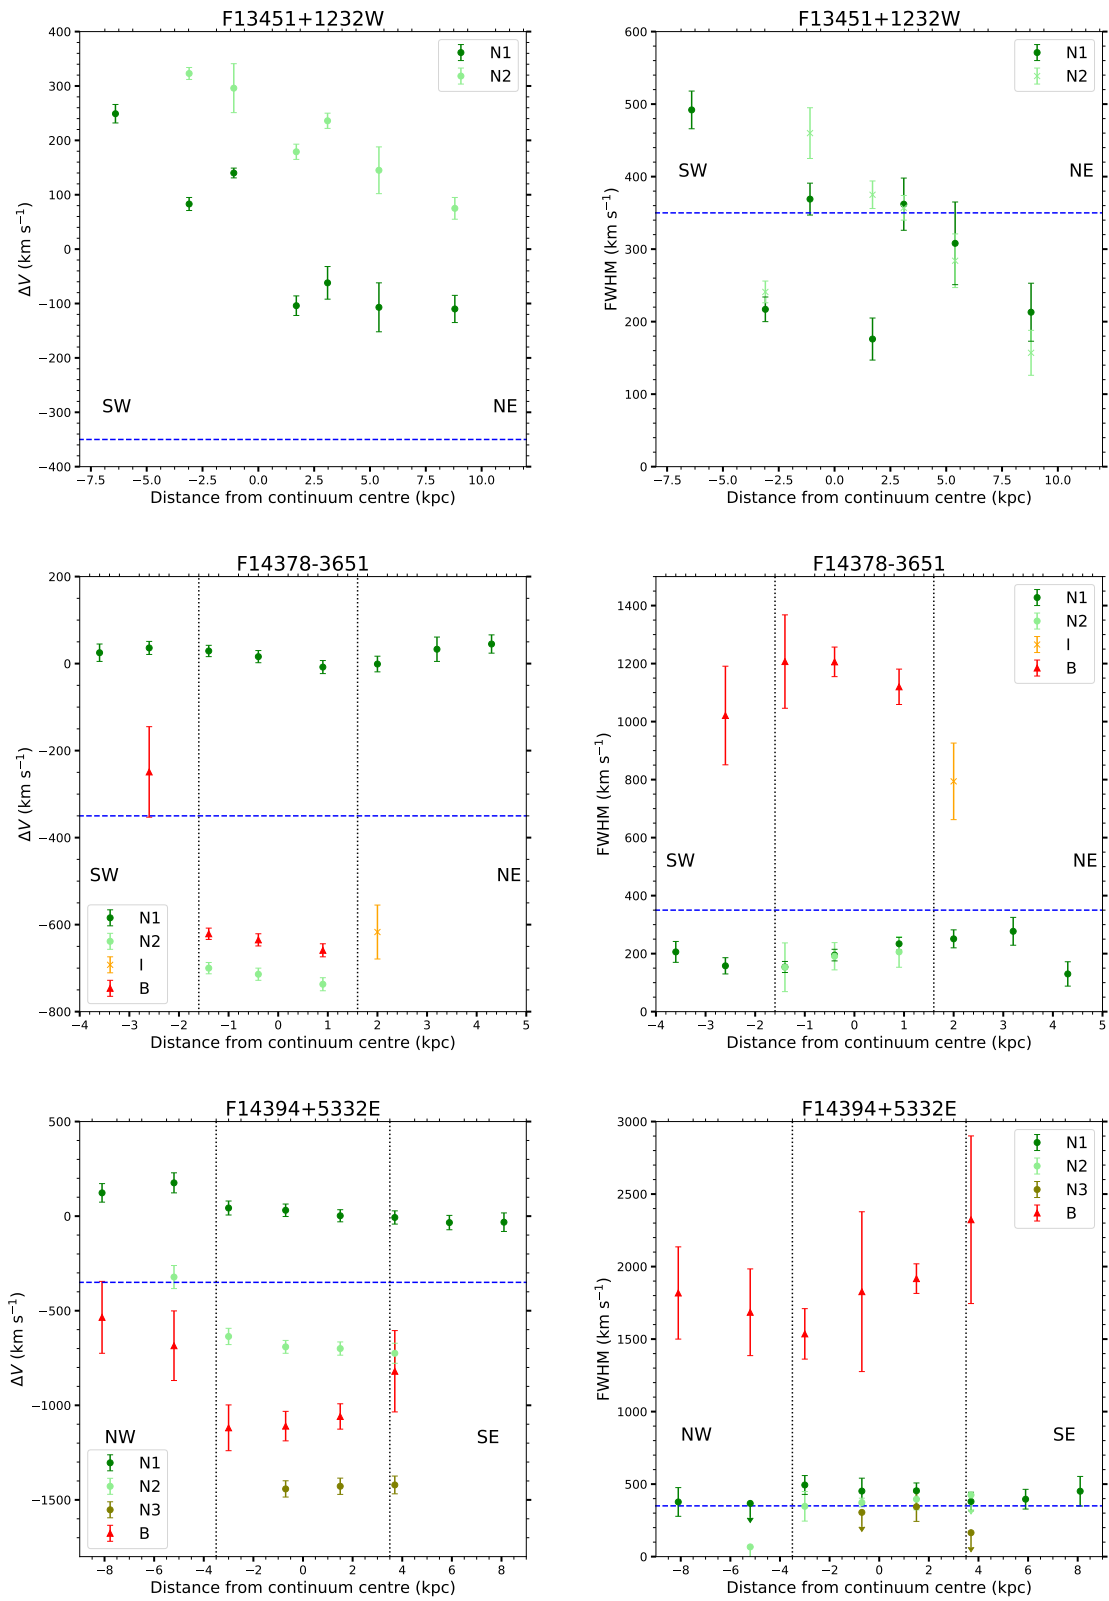 F13451+1232W
400
300
200
100
0
−100
−200
−300
−400
ΔV (km s⁻¹)
N1
N2
SW
NE
−7.5 −5.0 −2.5 0.0 2.5 5.0 7.5 10.0
Distance from continuum centre (kpc)
F13451+1232W
600
500
400
300
200
100
0
FWHM (km s⁻¹)
N1
N2
SW
NE
−7.5 −5.0 −2.5 0.0 2.5 5.0 7.5 10.0
Distance from continuum centre (kpc)
F14378-3651
200
0
−200
−400
−600
−800
ΔV (km s⁻¹)
SW
NE
N1
N2
I
B
−4 −3 −2 −1 0 1 2 3 4 5
Distance from continuum centre (kpc)
F14378-3651
1400
1200
1000
800
600
400
200
0
FWHM (km s⁻¹)
N1
N2
I
B
SW
NE
−4 −3 −2 −1 0 1 2 3 4 5
Distance from continuum centre (kpc)
F14394+5332E
500
0
−500
−1000
−1500
ΔV (km s⁻¹)
NW
SE
N1
N2
N3
B
−8 −6 −4 −2 0 2 4 6 8
Distance from continuum centre (kpc)
F14394+5332E
3000
2500
2000
1500
1000
500
0
FWHM (km s⁻¹)
N1
N2
N3
B
NW
SE
−8 −6 −4 −2 0 2 4 6 8
Distance from continuum centre (kpc)